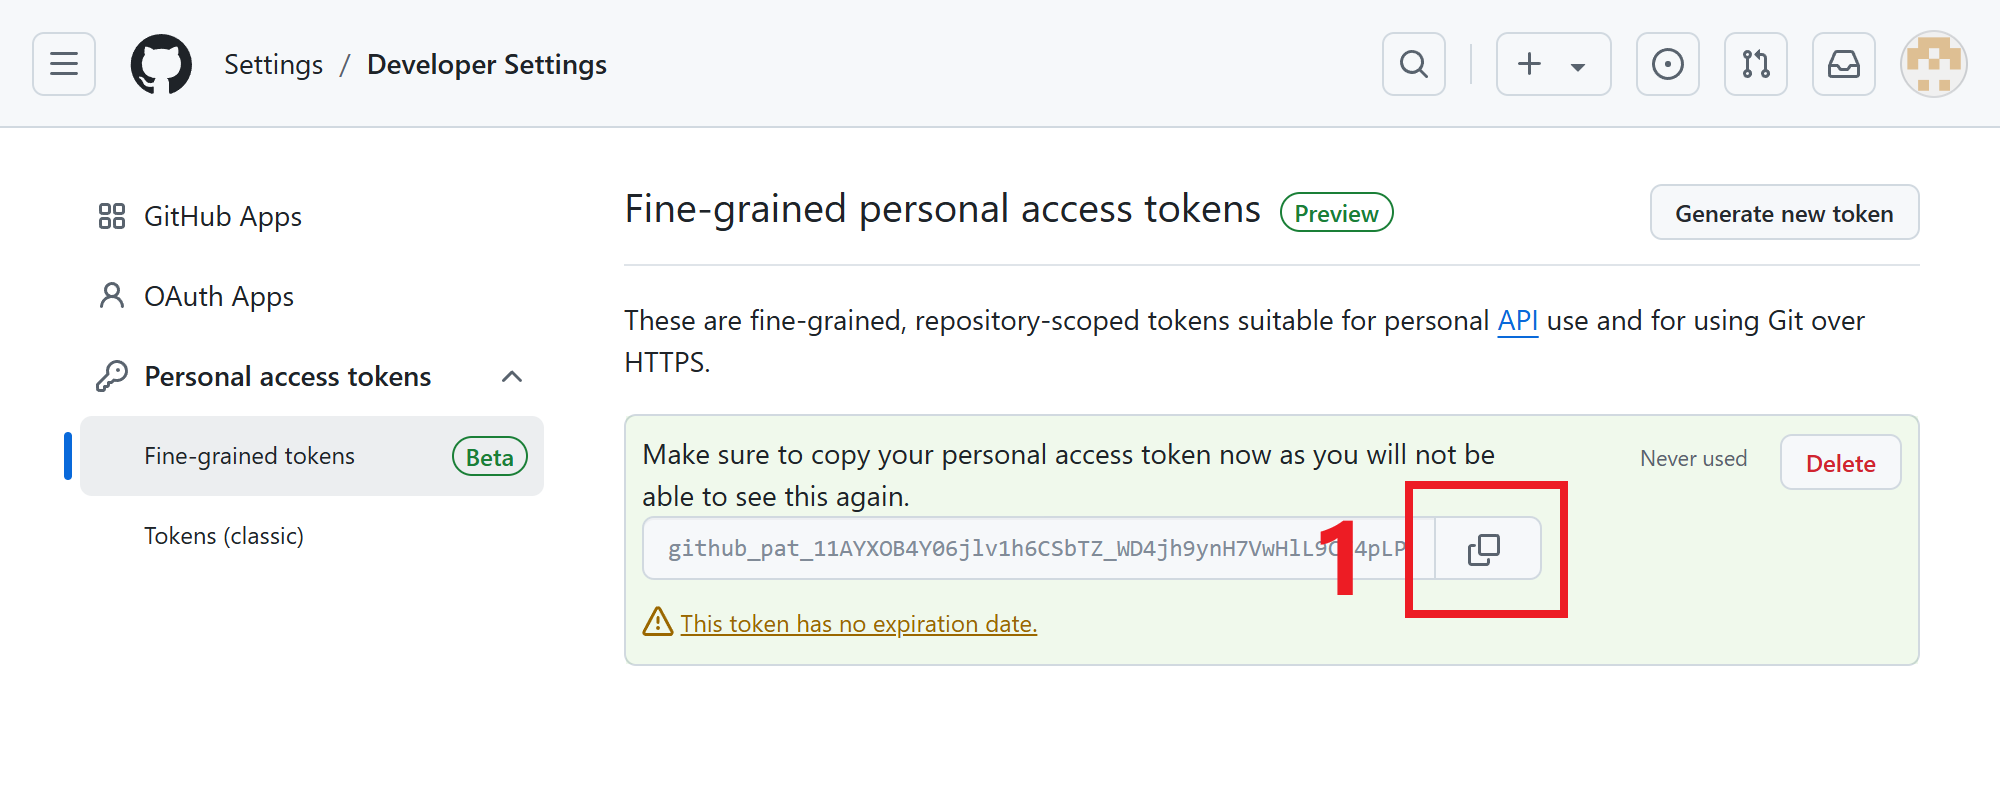 Settings / Developer Settings
GitHub Apps
OAuth Apps
Personal access tokens
Fine-grained tokens Beta
Tokens (classic)
Fine-grained personal access tokens Preview
Generate new token
These are fine-grained, repository-scoped tokens suitable for personal API use and for using Git over
HTTPS.
Make sure to copy your personal access token now as you will not be
able to see this again.
Never used
Delete
1
This token has no expiration date.